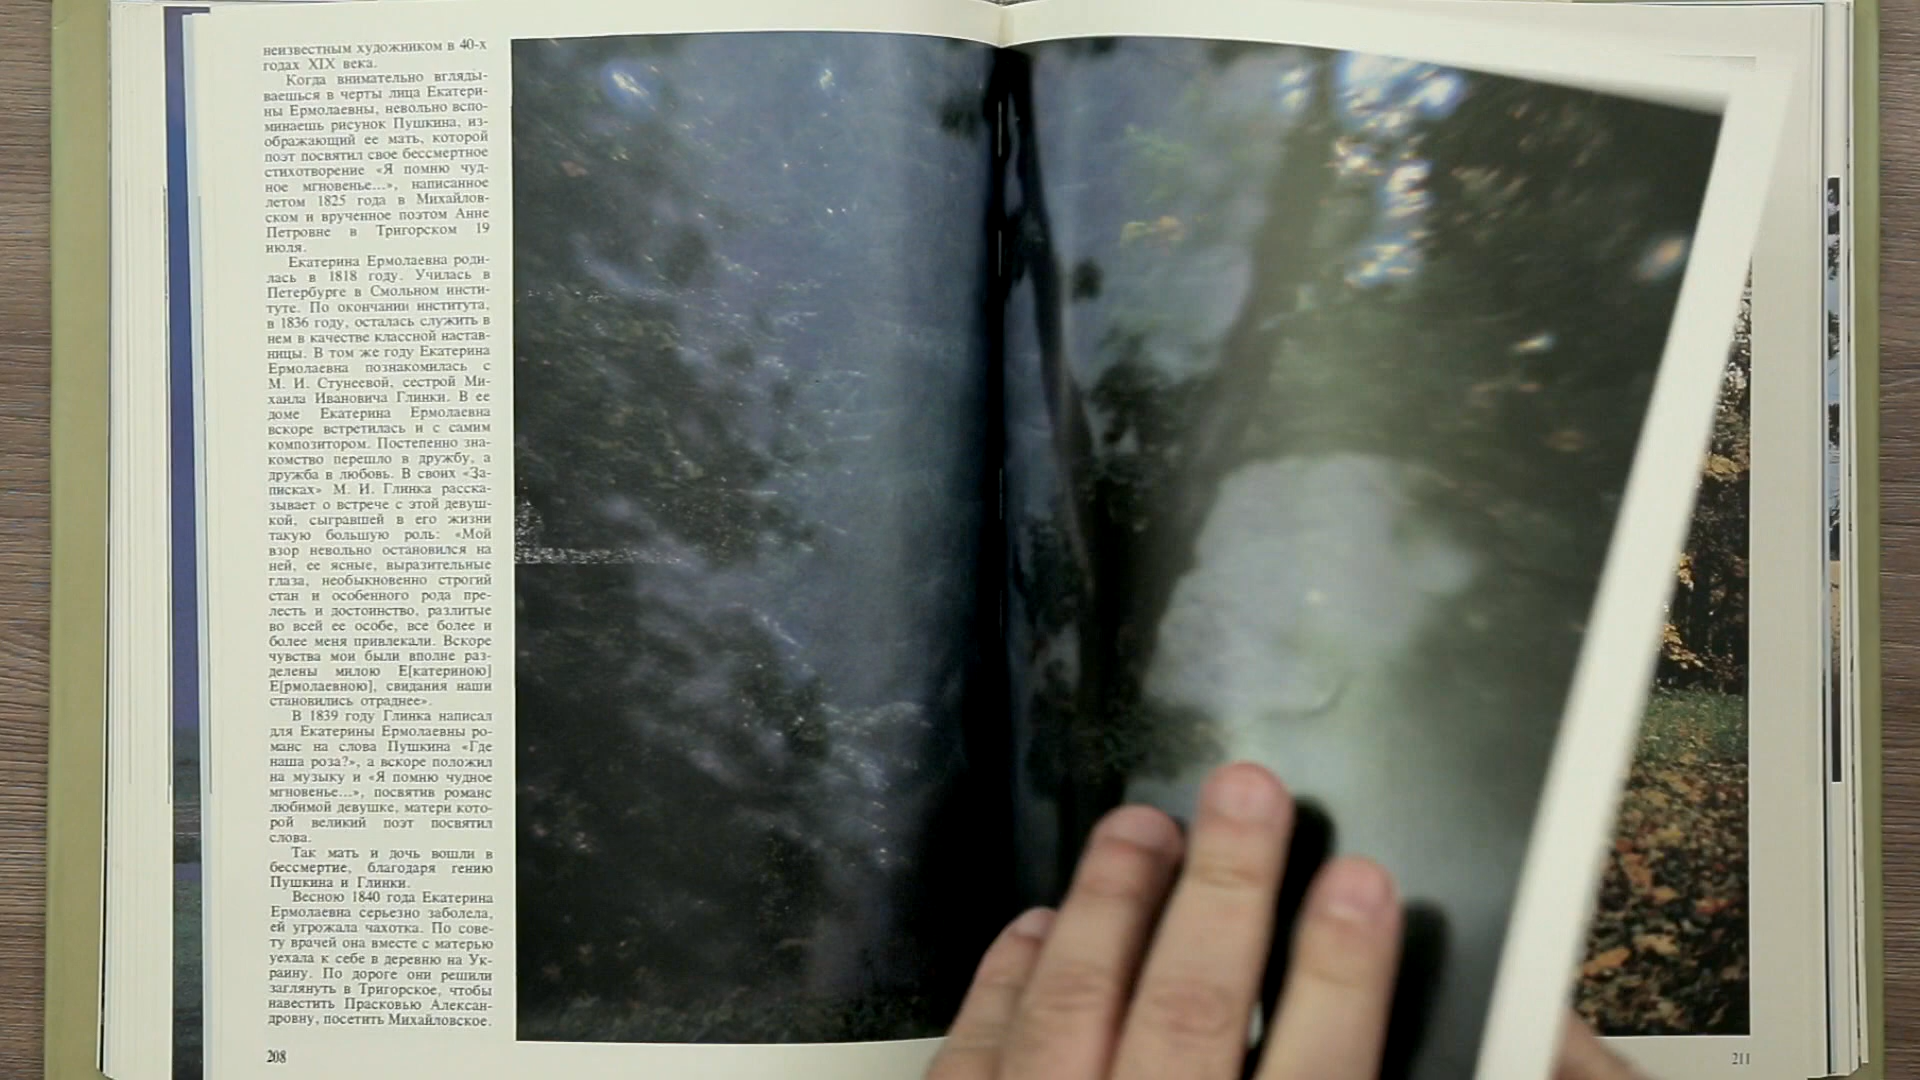 неизвестным художником в 40-х
годах XIX века.
Когда внимательно вгляды-
ваешься в черты лица Екатери-
ны Ермолаевны, невольно вспо-
минаешь рисунок Пушкина, из-
ображающий ее мать, которой
поэт посвятил свое бессмертное
стихотворение «Я помню чуд-
ное мгновенье...», написанное
летом 1825 года в Михайлов-
ском и врученное поэтом Анне
Петровне в Тригорском 19
июля.
Екатерина Ермолаевна роди-
лась в 1818 году. Училась в
Петербурге в Смольном инсти-
туте. По окончании института,
в 1836 году, осталась служить в
нем в качестве классной настав-
ницы. В том же году Екатерина
Ермолаевна познакомилась с
М. И. Стунеевой, сестрой Ми-
хаила Ивановича Глинки. В ее
доме Екатерина Ермолаевна
вскоре встретилась и с самим
композитором. Постепенно зна-
комство перешло в дружбу, а
дружба в любовь. В своих «За-
писках» М. И. Глинка расска-
зывает о встрече с этой девуш-
кой, сыгравшей в его жизни
такую большую роль: «Мой
взор невольно остановился на
ней, ее ясные, выразительные
глаза, необыкновенно строгий
стан и особенного рода пре-
лесть и достоинство, разлитые
во всей ее особе, все более и
более меня привлекали. Вскоре
чувства мои были вполне раз-
делены милою Е[катериною]
Е[рмолаевною], свидания наши
становились отраднее».
В 1839 году Глинка написал
для Екатерины Ермолаевны ро-
манс на слова Пушкина «Где
наша роза?», а вскоре положил
на музыку и «Я помню чудное
мгновенье...», посвятив романс
любимой девушке, матери кото-
рой великий поэт посвятил
слова.
Так мать и дочь вошли в
бессмертие, благодаря гению
Пушкина и Глинки.
Весною 1840 года Екатерина
Ермолаевна серьезно заболела,
ей угрожала чахотка. По сове-
ту врачей она вместе с матерью
уехала к себе в деревню на Ук-
раину. По дороге они решили
заглянуть в Тригорское, чтобы
навестить Прасковью Алексан-
дровну, посетить Михайловское.
208
211